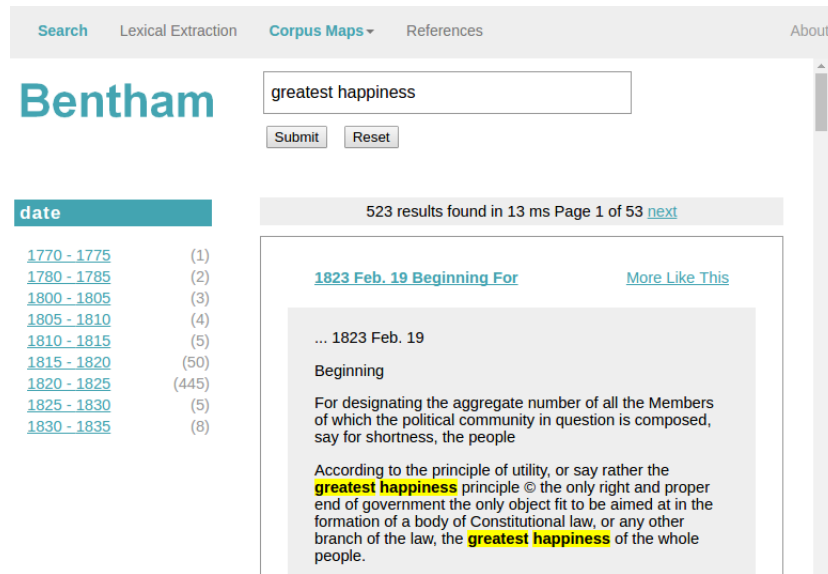 Search Lexical Extraction Corpus Maps References About
Bentham
greatest happiness
Submit Reset
date
1770 - 1775 (1)
1780 - 1785 (2)
1800 - 1805 (3)
1805 - 1810 (4)
1810 - 1815 (5)
1815 - 1820 (50)
1820 - 1825 (445)
1825 - 1830 (5)
1830 - 1835 (8)
523 results found in 13 ms Page 1 of 53 next
1823 Feb. 19 Beginning For More Like This
... 1823 Feb. 19
Beginning
For designating the aggregate number of all the Members
of which the political community in question is composed,
say for shortness, the people
According to the principle of utility, or say rather the
greatest happiness principle © the only right and proper
end of government the only object fit to be aimed at in the
formation of a body of Constitutional law, or any other
branch of the law, the greatest happiness of the whole
people.